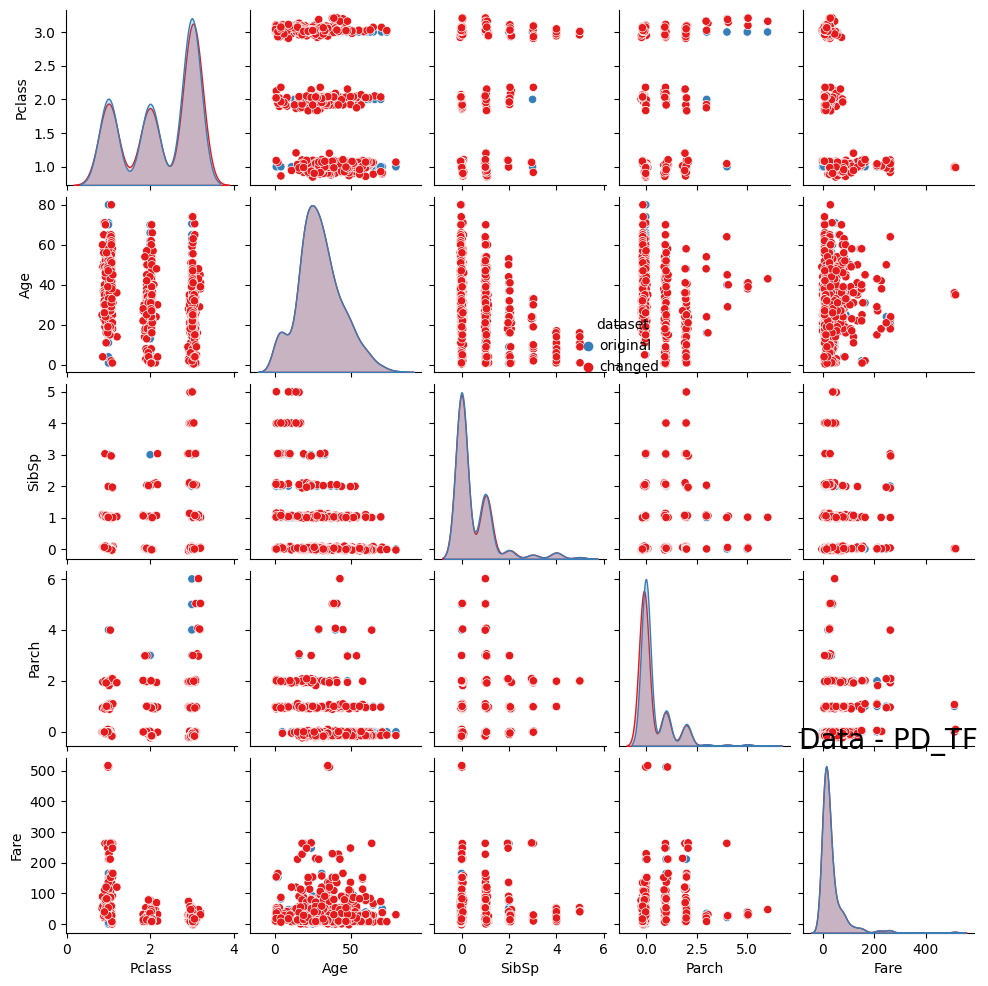 Pclass
3.0
2.5
2.0
1.5
1.0
Age
80
60
40
20
0
dataset
original
changed
SibSp
5
4
3
2
1
0
Parch
6
4
2
0
Data - PD_TF
Fare
500
400
300
200
100
0
0 2 4 0 50 0 2 4 6 0.0 2.5 5.0 0 200 400
Pclass Age SibSp Parch Fare